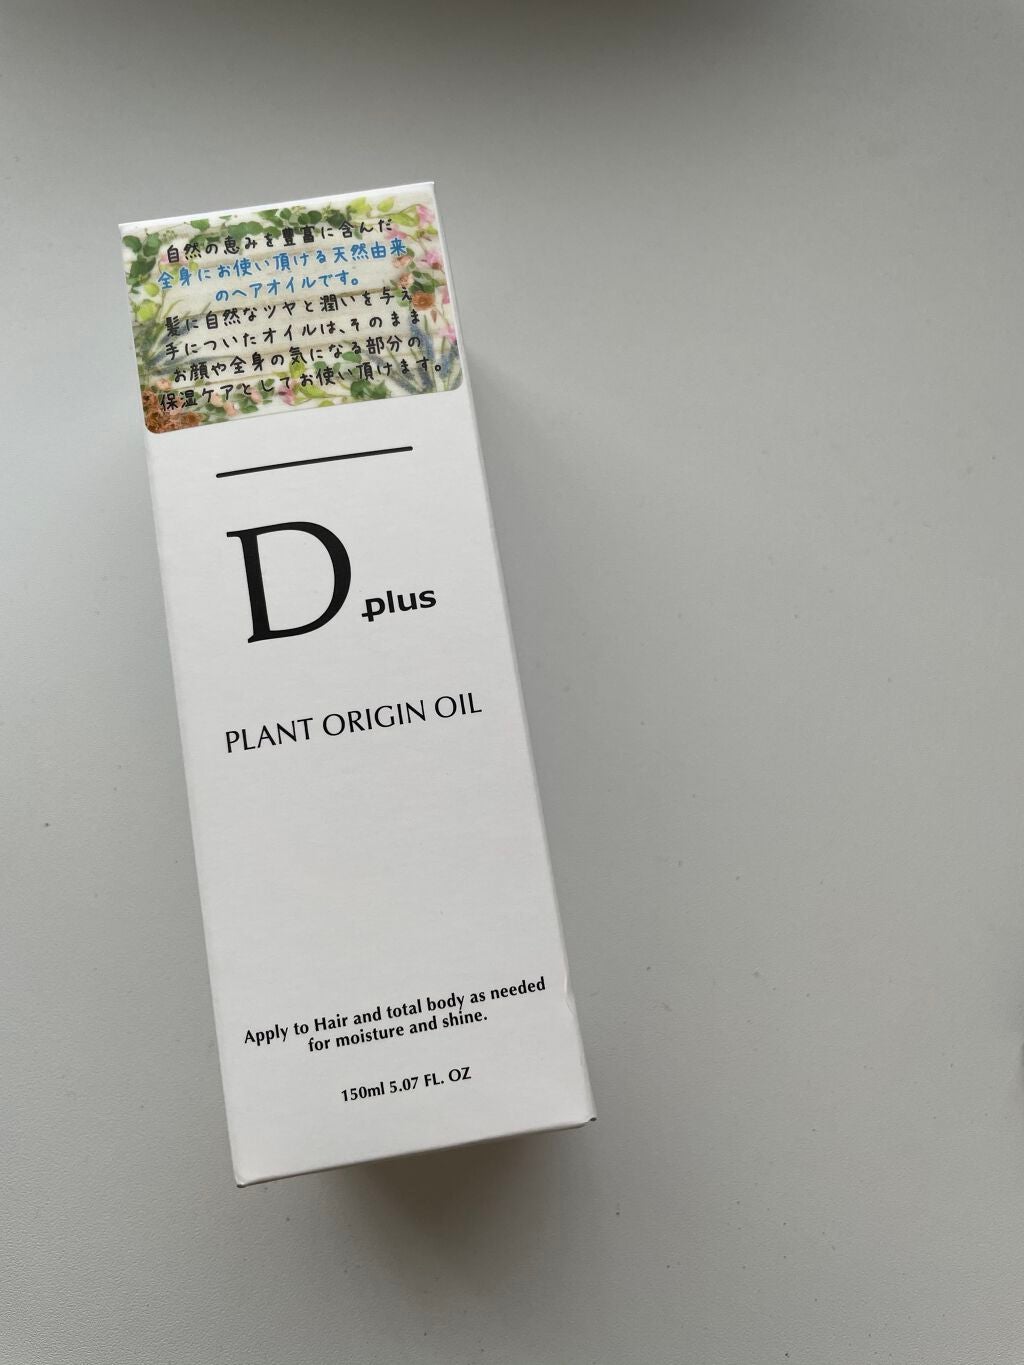 自然の恵みを豊富に含んだ
全身にお使い頂ける天然由来
のヘアオイルです。
髪に自然なツヤと潤いを与え
手についたオイルは、そのまま
お顔や全身の気になる部分の
保湿ケアとしてお使い頂けます。
D plus
PLANT ORIGIN OIL
Apply to Hair and total body as needed
for moisture and shine.
150ml 5.07 FL. OZ